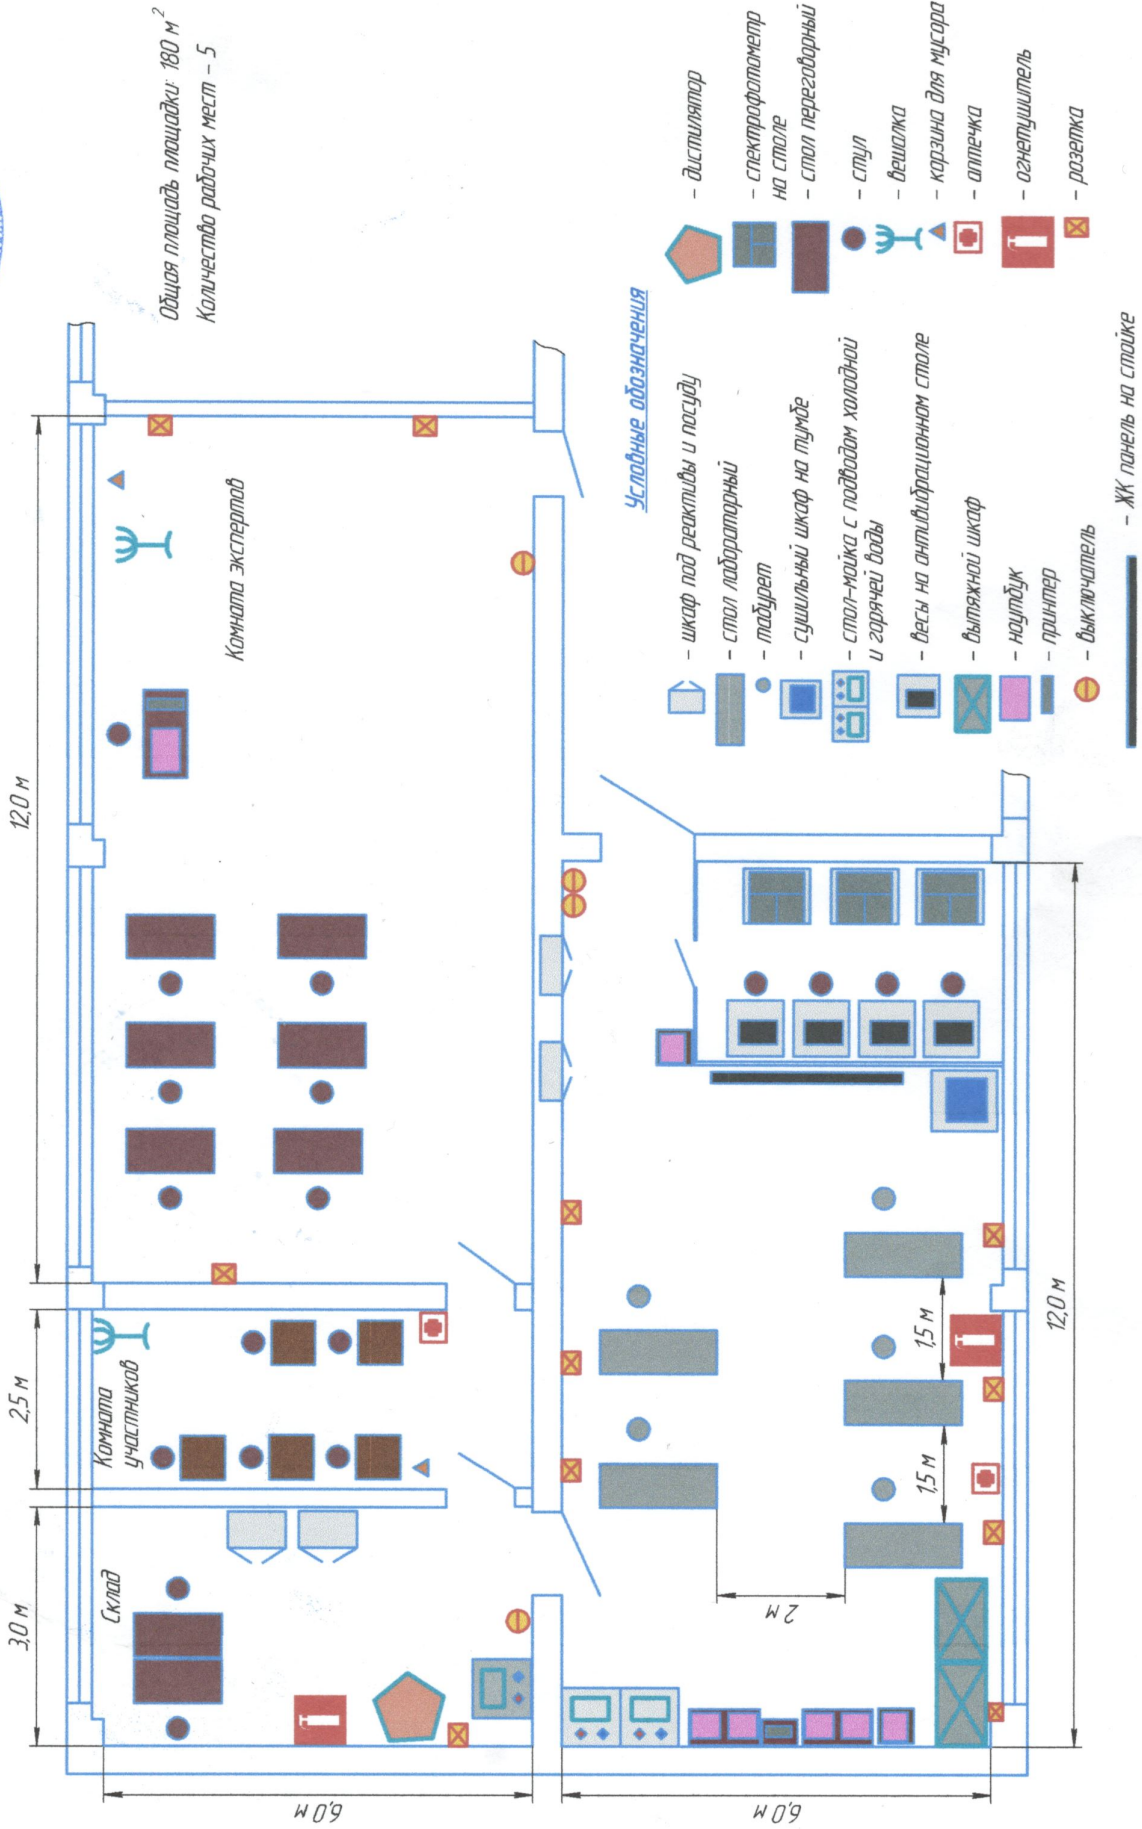 Общая площадь площадки: 180 м²
Количество рабочих мест – 5
12,0 м
2,5 м
3,0 м
Комната экспертов
Комната
участников
Склад
6,0 м
6,0 м
2 м
1,5 м
1,5 м
12,0 м
Условные обозначения
– шкаф под реактивы и посуду
– стол лабораторный
– табурет
– сушильный шкаф на тумбе
– стол-мойка с подводом холодной
и горячей воды
– весы на антивибрационном столе
– вытяжной шкаф
– ноутбук
– принтер
– выключатель
– ЖК панель на стойке
– дистилятор
– спектрофотометр
на столе
– стол переговорный
– стул
– вешалка
– корзина для мусора
– аптечка
– огнетушитель
– розетка